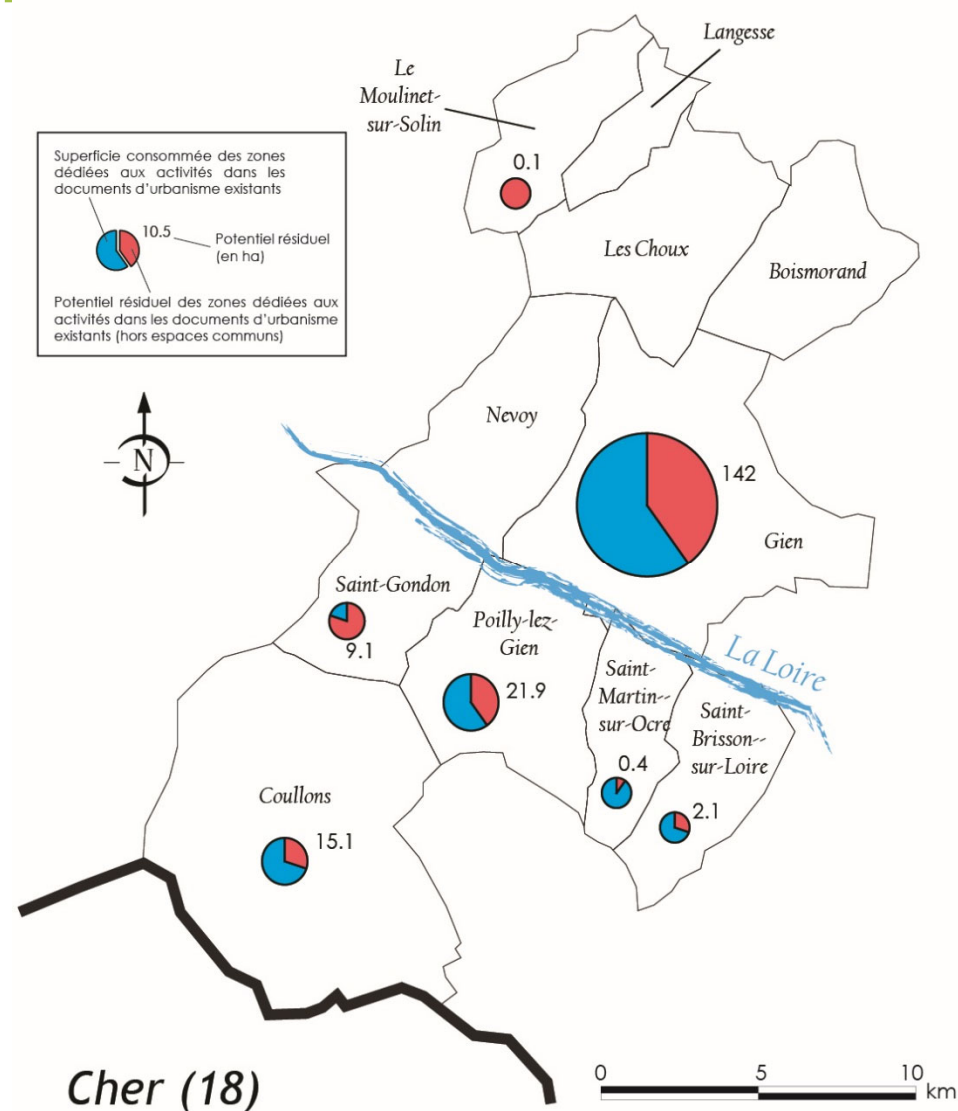 Langesse
Le
Moulinet-
sur-Solin
0.1
Superficie consommée des zones
dédiées aux activités dans les
documents d'urbanisme existants
10.5
Potentiel résiduel
(en ha)
Potentiel résiduel des zones dédiées aux
activités dans les documents d'urbanisme
existants (hors espaces communs)
Les Choux
Boismorand
N
Nevoy
142
Gien
Saint-Gondon
9.1
Poilly-lez-
Gien
21.9
La Loire
Saint-
Martin--
sur-Ocre
0.4
Saint-
Brisson--
sur-Loire
2.1
Coullons
15.1
Cher (18)
0 5 10
km